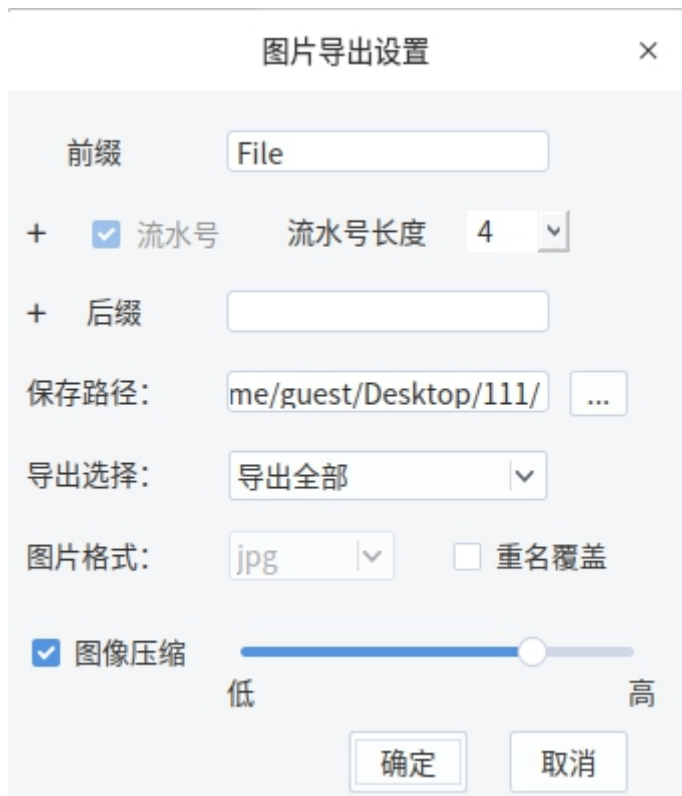 图片导出设置 ×
前缀 File
+ 流水号 流水号长度 4
+ 后缀
保存路径： me/guest/Desktop/111/ ...
导出选择： 导出全部
图片格式： jpg 重名覆盖
图像压缩
低 高
确定 取消